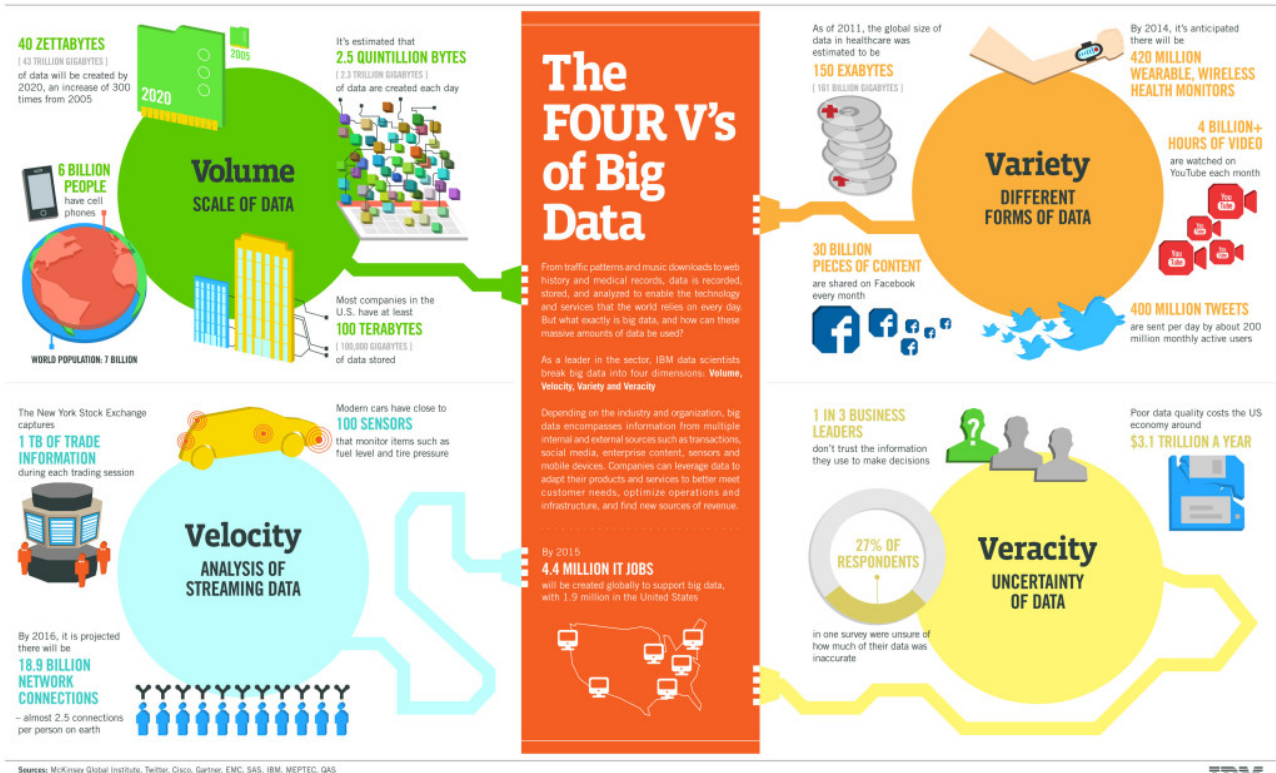 40 ZETTABYTES
[ 43 TRILLION GIGABYTES ]
of data will be created by
2020, an increase of 300
times from 2005
2020
2005
It's estimated that
2.5 QUINTILLION BYTES
[ 2.3 TRILLION GIGABYTES ]
of data are created each day
6 BILLION
PEOPLE
have cell
phones
WORLD POPULATION: 7 BILLION
Volume
SCALE OF DATA
Most companies in the
U.S. have at least
100 TERABYTES
[ 100,000 GIGABYTES ]
of data stored
The New York Stock Exchange
captures
1 TB OF TRADE
INFORMATION
during each trading session
Modern cars have close to
100 SENSORS
that monitor items such as
fuel level and tire pressure
Velocity
ANALYSIS OF
STREAMING DATA
By 2016, it is projected
there will be
18.9 BILLION
NETWORK
CONNECTIONS
– almost 2.5 connections
per person on earth
The
FOUR V's
of Big
Data
From traffic patterns and music downloads to web
history and medical records, data is recorded,
stored, and analyzed to enable the technology
and services that the world relies on every day.
But what exactly is big data, and how can these
massive amounts of data be used?
As a leader in the sector, IBM data scientists
break big data into four dimensions: Volume,
Velocity, Variety and Veracity
Depending on the industry and organization, big
data encompasses information from multiple
internal and external sources such as transactions,
social media, enterprise content, sensors and
mobile devices. Companies can leverage data to
adapt their products and services to better meet
customer needs, optimize operations and
infrastructure, and find new sources of revenue.
By 2015
4.4 MILLION IT JOBS
will be created globally to support big data,
with 1.9 million in the United States
As of 2011, the global size of
data in healthcare was
estimated to be
150 EXABYTES
[ 161 BILLION GIGABYTES ]
By 2014, it's anticipated
there will be
420 MILLION
WEARABLE, WIRELESS
HEALTH MONITORS
Variety
DIFFERENT
FORMS OF DATA
4 BILLION+
HOURS OF VIDEO
are watched on
YouTube each month
You
Tube
You
Tube
You
Tube
You
Tube
30 BILLION
PIECES OF CONTENT
are shared on Facebook
every month
f
f
f
f
f
f
400 MILLION TWEETS
are sent per day by about 200
million monthly active users
1 IN 3 BUSINESS
LEADERS
don't trust the information
they use to make decisions
?
Poor data quality costs the US
economy around
$3.1 TRILLION A YEAR
27% OF
RESPONDENTS
in one survey were unsure of
how much of their data was
inaccurate
Veracity
UNCERTAINTY
OF DATA
Sources: McKinsey Global Institute, Twitter, Cisco, Gartner, EMC, SAS, IBM, MEPTEC, QAS